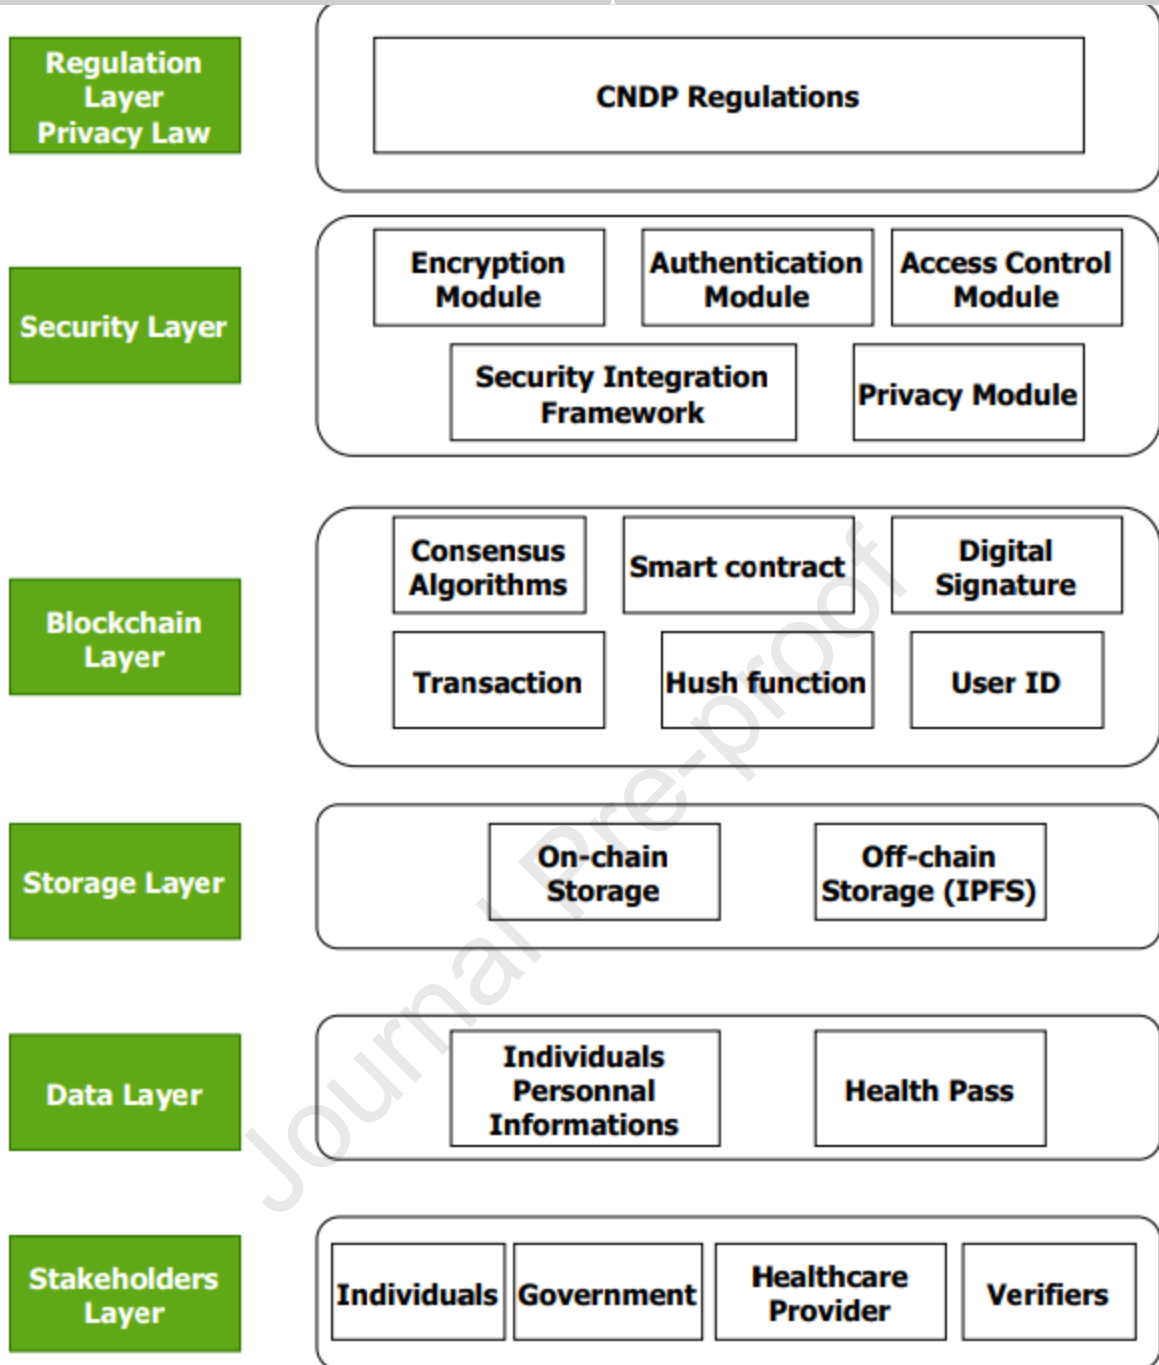 Regulation
Layer
Privacy Law
CNDP Regulations
Security Layer
Encryption
Module
Authentication
Module
Access Control
Module
Security Integration
Framework
Privacy Module
Blockchain
Layer
Consensus
Algorithms
Smart contract
Digital
Signature
Transaction
Hush function
User ID
Storage Layer
On-chain
Storage
Off-chain
Storage (IPFS)
Data Layer
Individuals
Personnal
Informations
Health Pass
Stakeholders
Layer
Individuals
Government
Healthcare
Provider
Verifiers
Journal Pre-proof